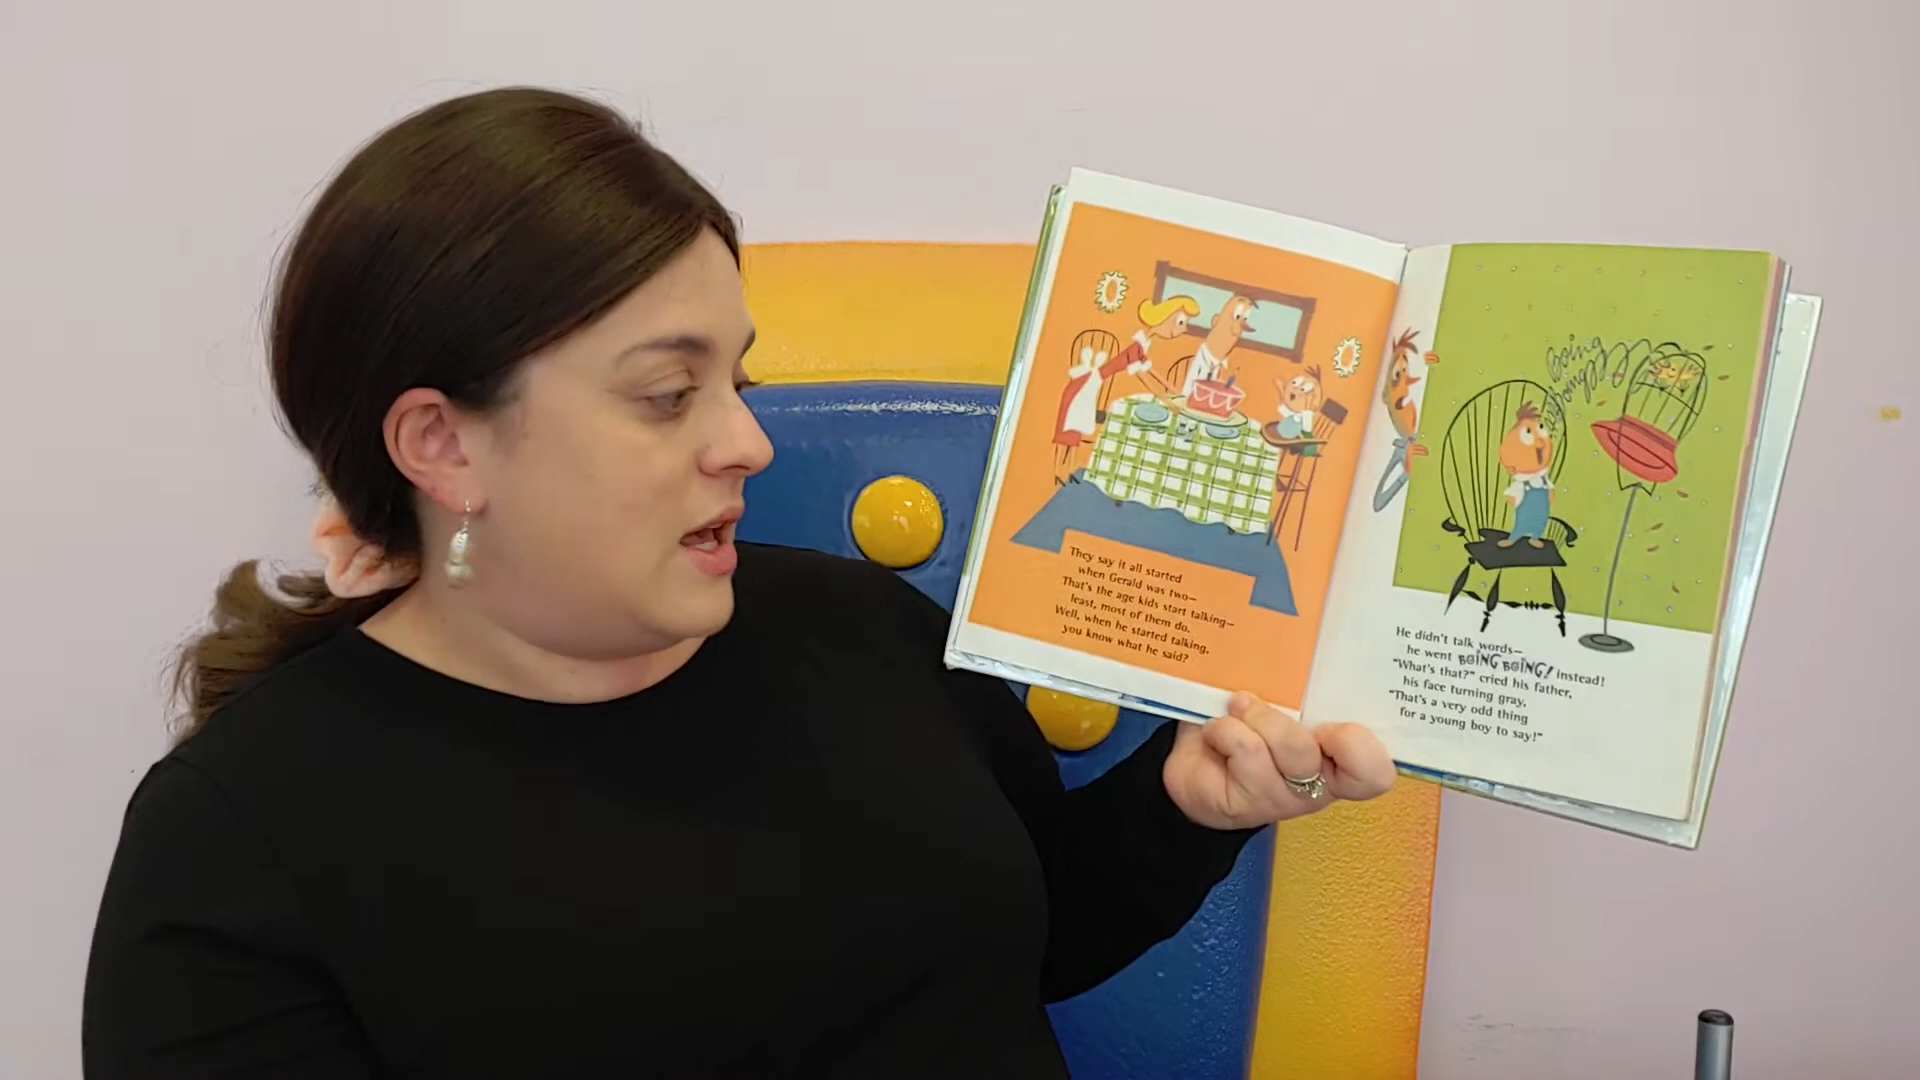 They say it all started
when Gerald was two—
That's the age kids start talking—
least, most of them do.
Well, when he started talking,
you know what he said?
boing
boing
He didn't talk words—
he went BOING BOING! instead!
"What's that?" cried his father,
his face turning gray,
"That's a very odd thing
for a young boy to say!"